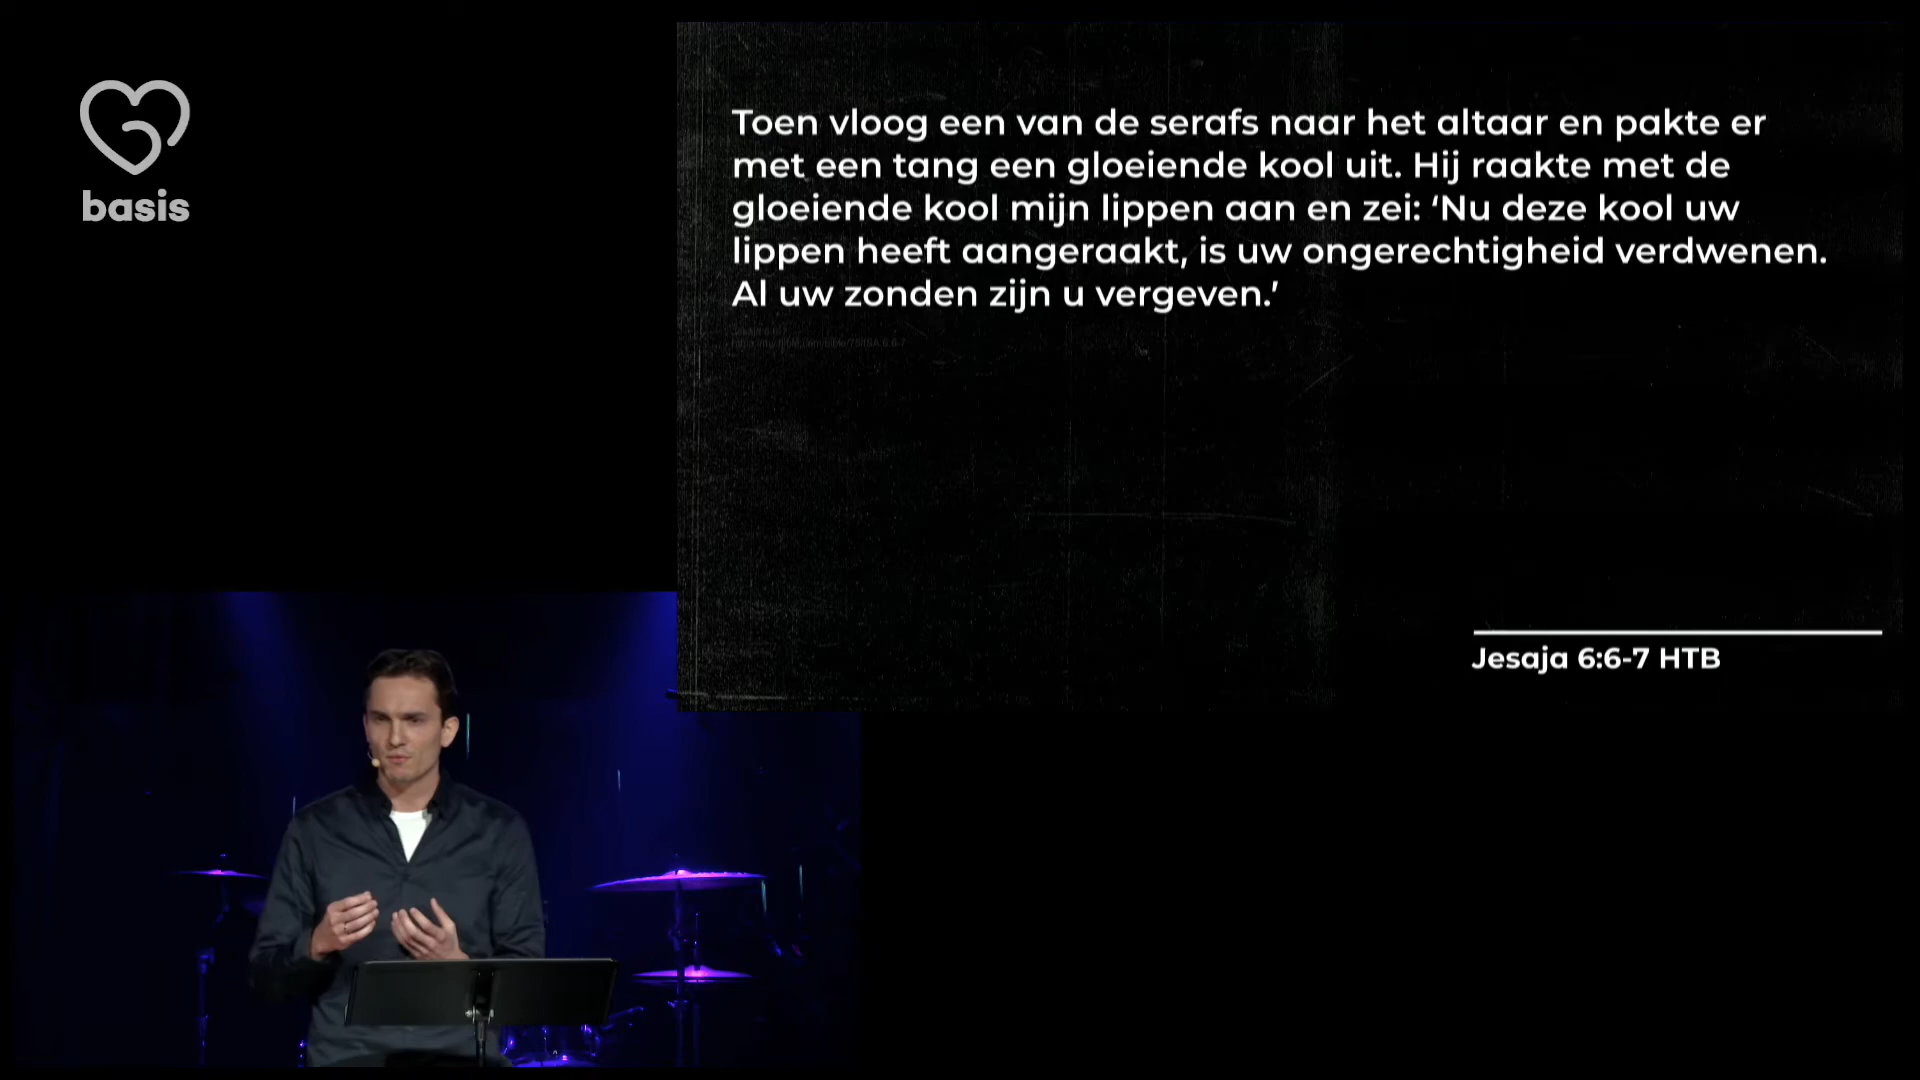 basis
Toen vloog een van de serafs naar het altaar en pakte er
met een tang een gloeiende kool uit. Hij raakte met de
gloeiende kool mijn lippen aan en zei: ‘Nu deze kool uw
lippen heeft aangeraakt, is uw ongerechtigheid verdwenen.
Al uw zonden zijn u vergeven.’
Jesaja 6:6-7 HTB